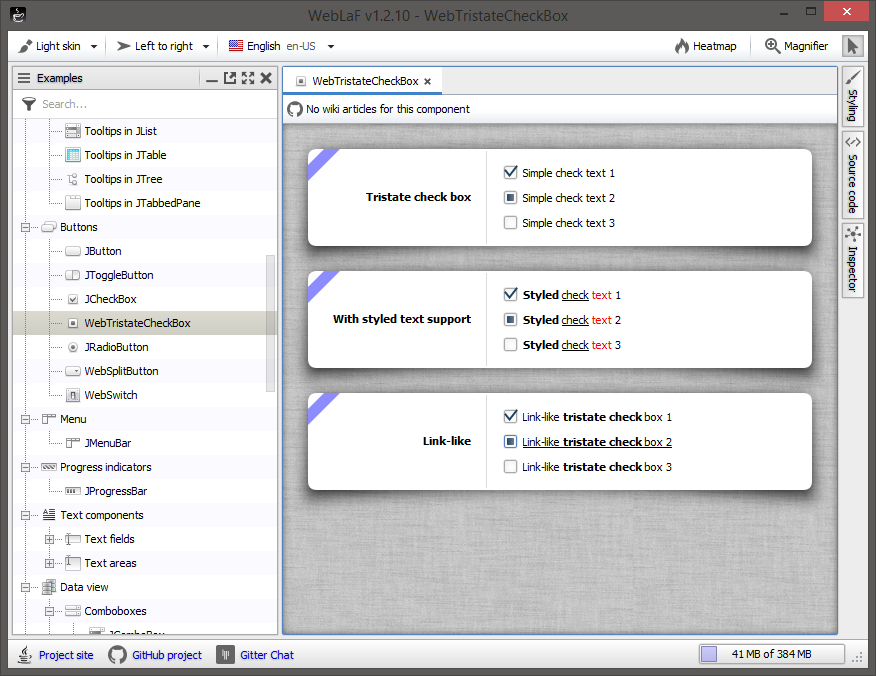 WebLaF v1.2.10 - WebTristateCheckBox
Light skin
Left to right
English en-US
Heatmap
Magnifier
Examples
Search...
Tooltips in JList
Tooltips in JTable
Tooltips in JTree
Tooltips in JTabbedPane
Buttons
JButton
JToggleButton
JCheckBox
WebTristateCheckBox
JRadioButton
WebSplitButton
WebSwitch
Menu
JMenuBar
Progress indicators
JProgressBar
Text components
Text fields
Text areas
Data view
Comboboxes
JComboBox
WebTristateCheckBox
No wiki articles for this component
Tristate check box
Simple check text 1
Simple check text 2
Simple check text 3
With styled text support
Styled check text 1
Styled check text 2
Styled check text 3
Link-like
Link-like tristate check box 1
Link-like tristate check box 2
Link-like tristate check box 3
Styling
Source code
Inspector
Project site
GitHub project
Gitter Chat
41 MB of 384 MB